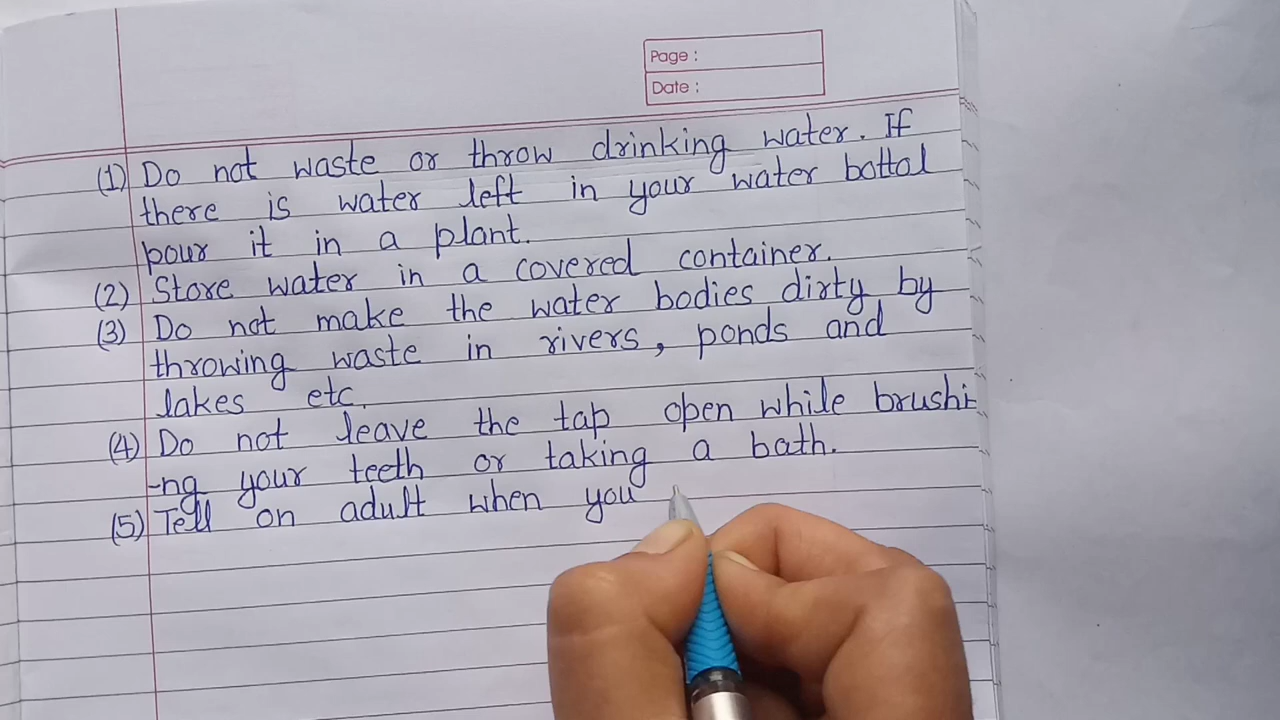 Page :
Date :
(1) Do not waste or throw drinking water. If
there is water left in your water bottol
pour it in a plant.
(2) Store water in a covered container.
(3) Do not make the water bodies dirty by
throwing waste in rivers, ponds and
lakes etc.
(4) Do not leave the tap open while brushi
-ng your teeth or taking a bath.
(5) Tell on adult when you